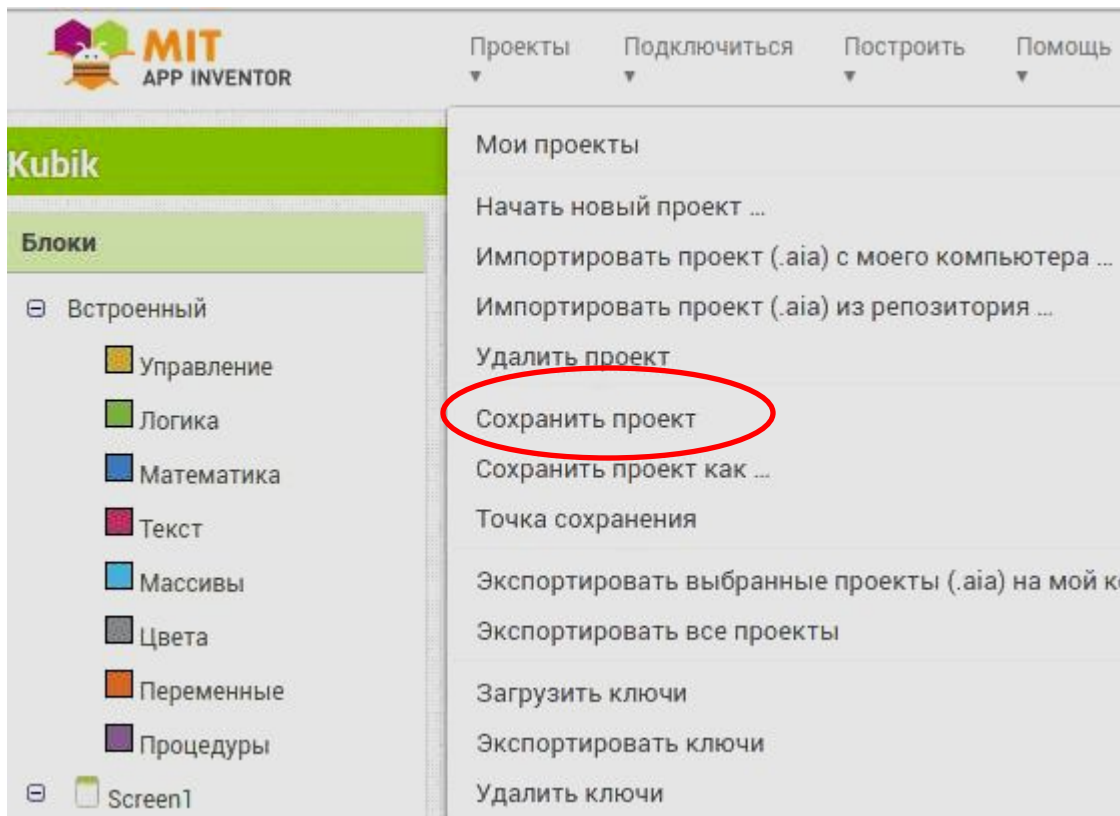 MIT
APP INVENTOR
Проекты Подключиться Построить Помощь
Kubik
Блоки
Встроенный
Управление
Логика
Математика
Текст
Массивы
Цвета
Переменные
Процедуры
Screen1
Мои проекты
Начать новый проект ...
Импортировать проект (.aia) с моего компьютера ...
Импортировать проект (.aia) из репозитория ...
Удалить проект
Сохранить проект
Сохранить проект как ...
Точка сохранения
Экспортировать выбранные проекты (.aia) на мой
Экспортировать все проекты
Загрузить ключи
Экспортировать ключи
Удалить ключи